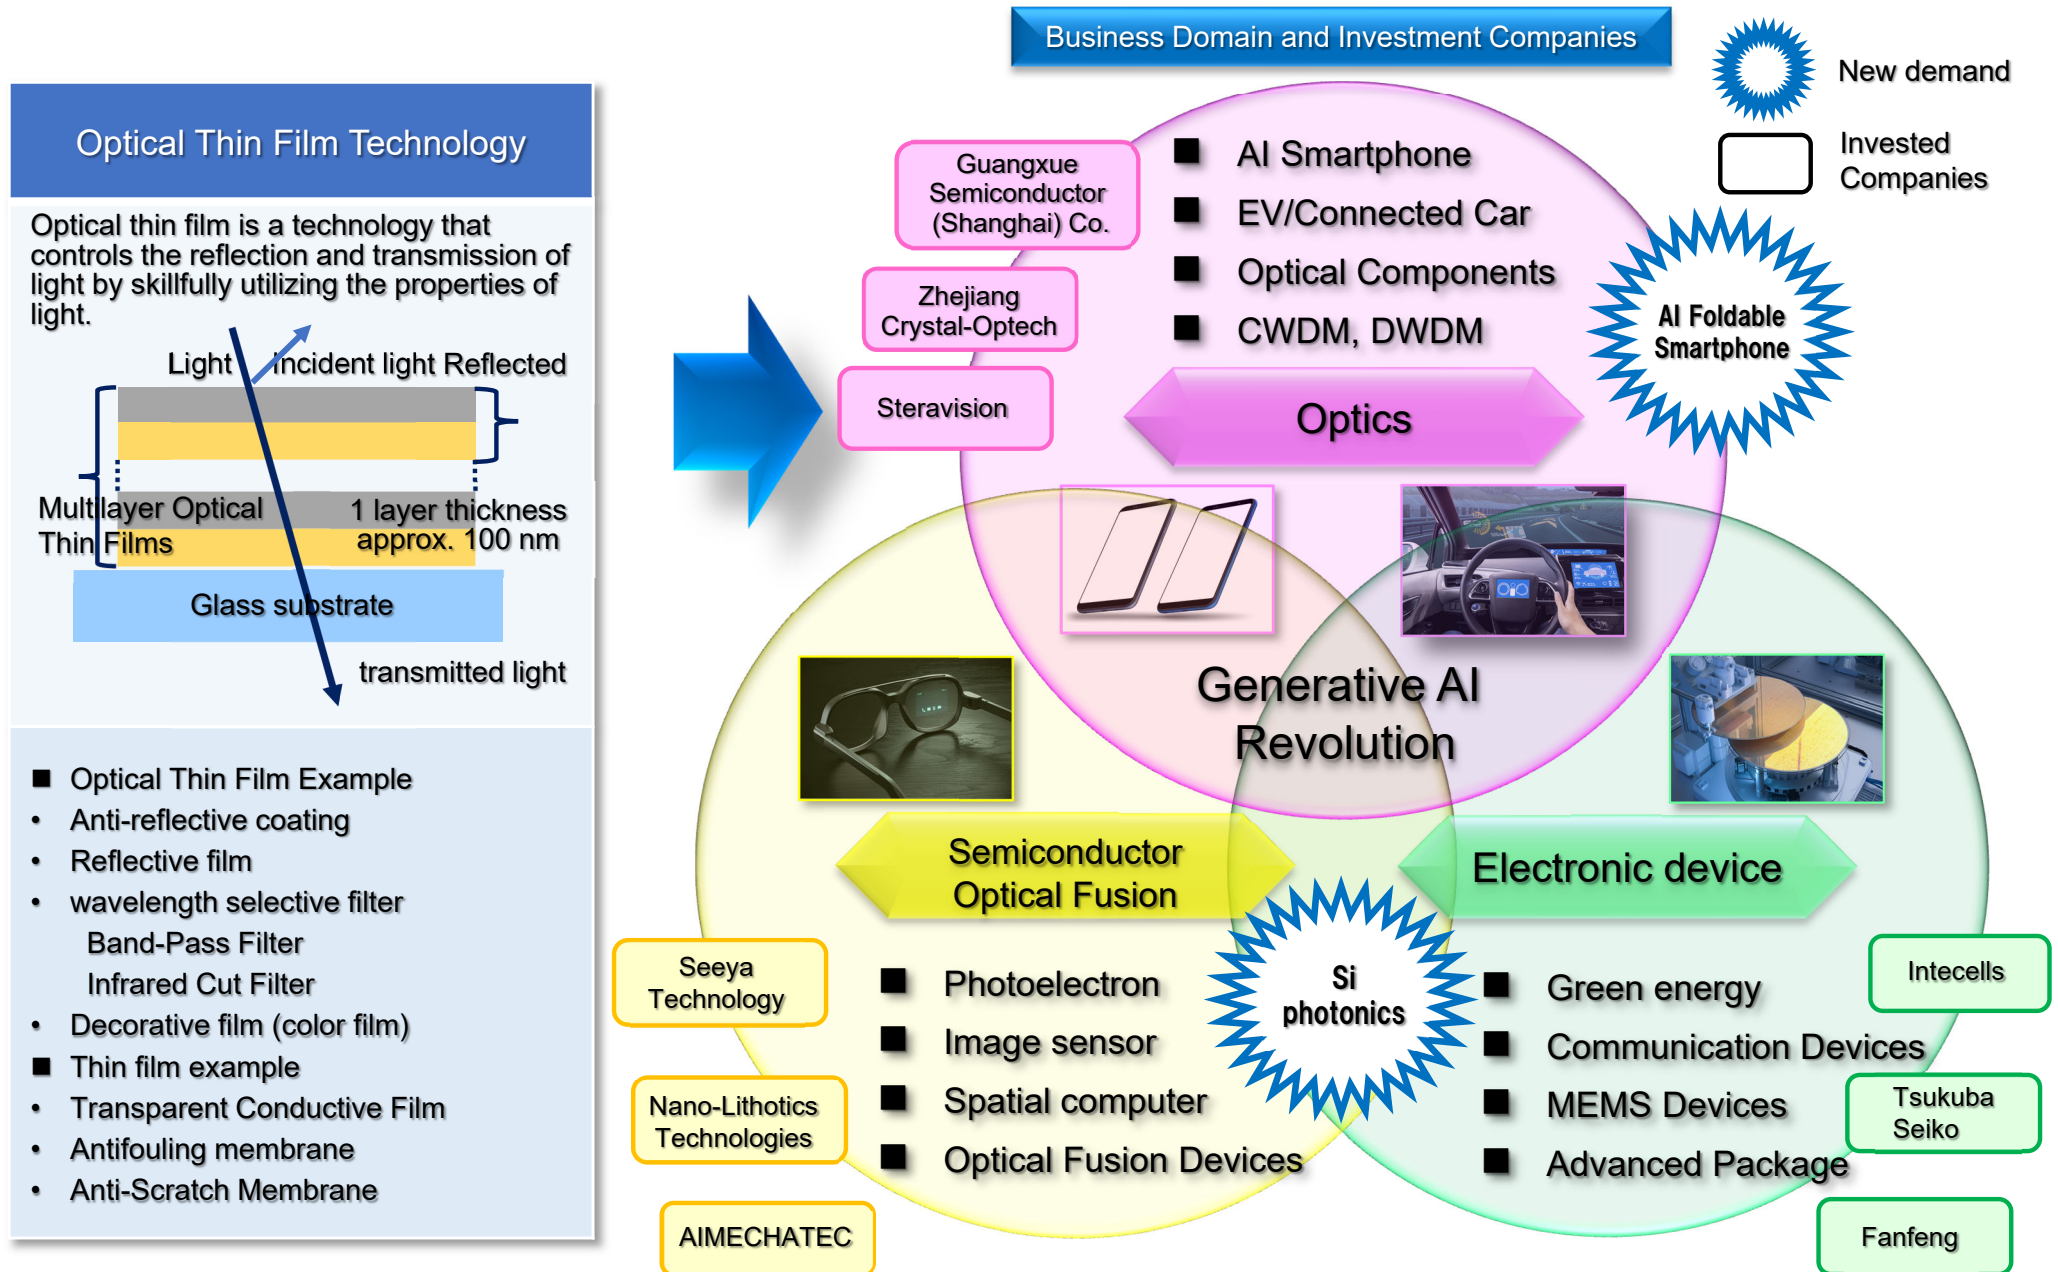 Business Domain and Investment Companies
New demand
Invested
Companies
Optical Thin Film Technology
Optical thin film is a technology that
controls the reflection and transmission of
light by skillfully utilizing the properties of
light.
Light
Incident light Reflected
Multilayer Optical
Thin Films
1 layer thickness
approx. 100 nm
Glass substrate
transmitted light
■ Optical Thin Film Example
• Anti-reflective coating
• Reflective film
• wavelength selective filter
Band-Pass Filter
Infrared Cut Filter
• Decorative film (color film)
■ Thin film example
• Transparent Conductive Film
• Antifouling membrane
• Anti-Scratch Membrane
Guangxue
Semiconductor
(Shanghai) Co.
Zhejiang
Crystal-Optech
Steravision
■ AI Smartphone
■ EV/Connected Car
■ Optical Components
■ CWDM, DWDM
AI Foldable
Smartphone
Optics
Generative AI
Revolution
Semiconductor
Optical Fusion
Electronic device
Si
photonics
Seeya
Technology
Nano-Lithotics
Technologies
AIMECHATEC
■ Photoelectron
■ Image sensor
■ Spatial computer
■ Optical Fusion Devices
■ Green energy
■ Communication Devices
■ MEMS Devices
■ Advanced Package
Intecells
Tsukuba
Seiko
Fanfeng